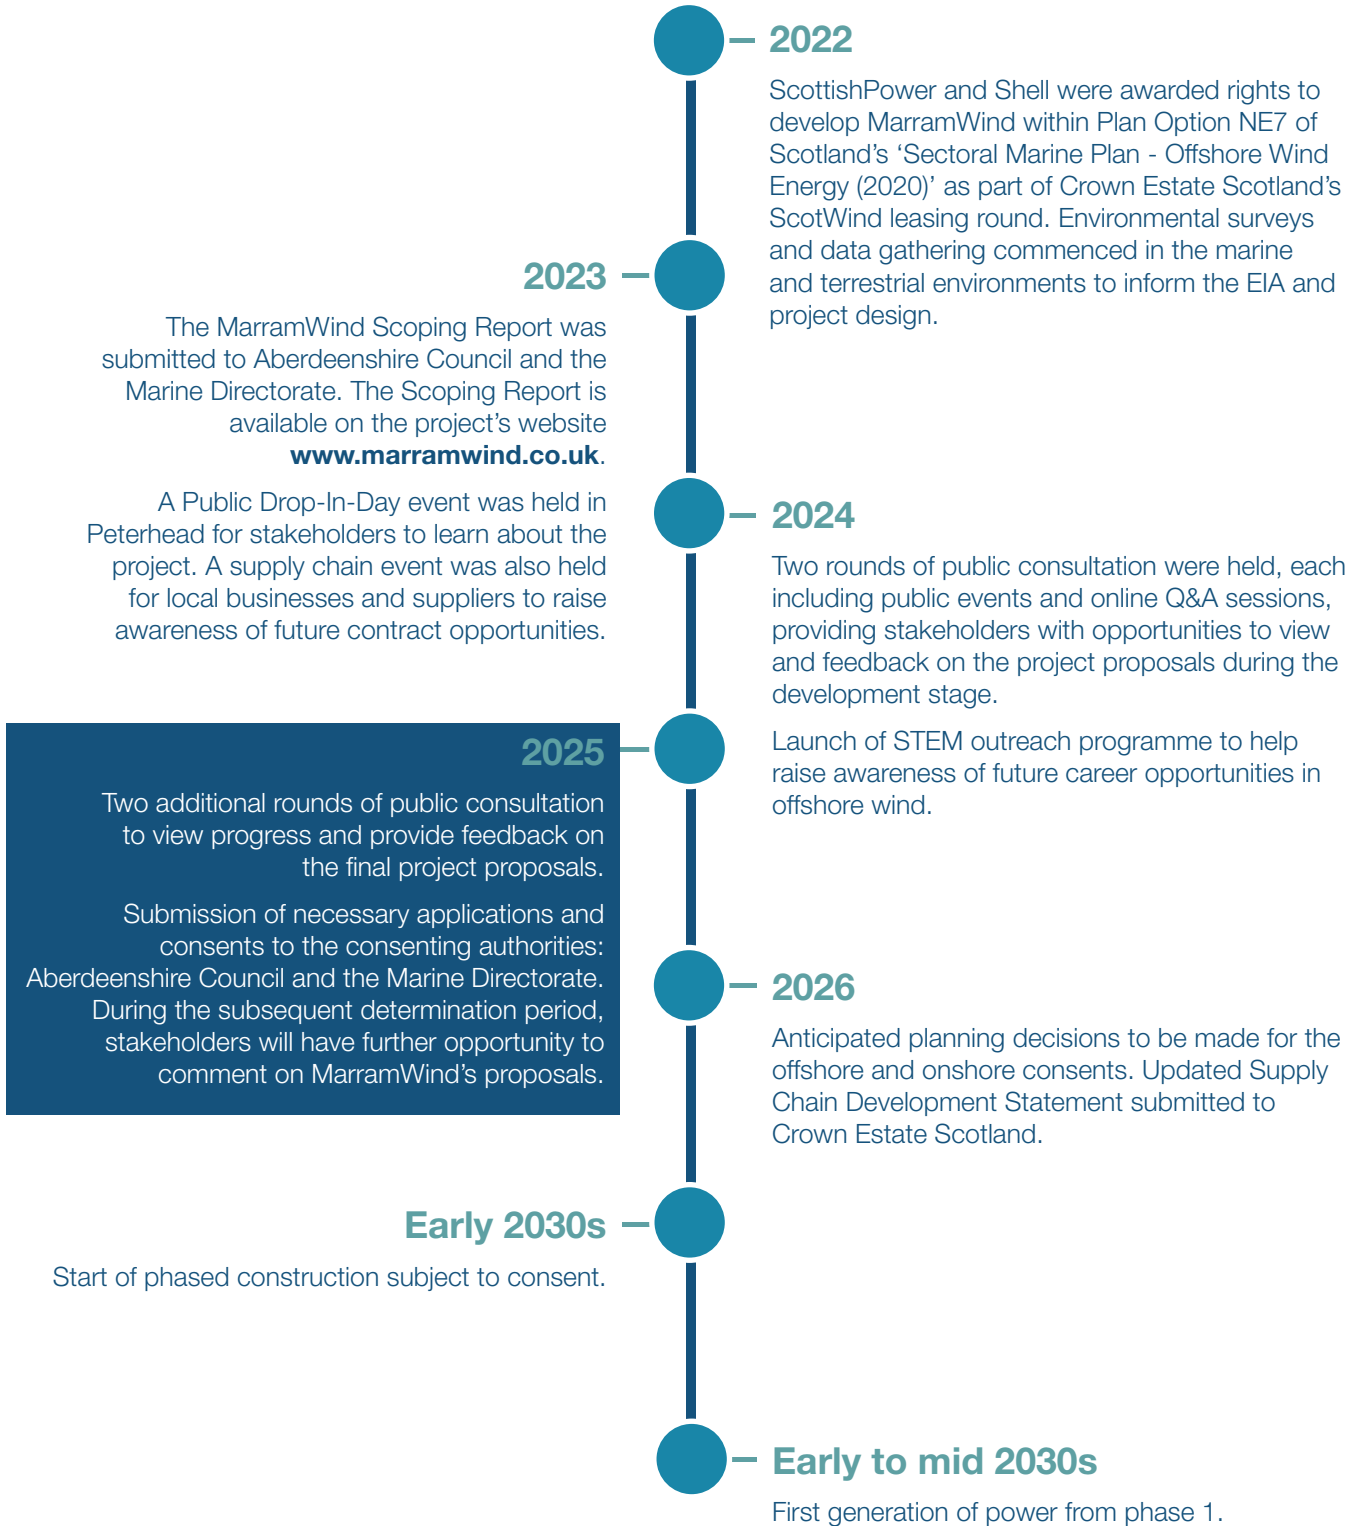 2022
ScottishPower and Shell were awarded rights to
develop MarramWind within Plan Option NE7 of
Scotland’s ‘Sectoral Marine Plan - Offshore Wind
Energy (2020)’ as part of Crown Estate Scotland’s
ScotWind leasing round. Environmental surveys
and data gathering commenced in the marine
and terrestrial environments to inform the EIA and
project design.
2023
The MarramWind Scoping Report was
submitted to Aberdeenshire Council and the
Marine Directorate. The Scoping Report is
available on the project’s website
www.marramwind.co.uk.
A Public Drop-In-Day event was held in
Peterhead for stakeholders to learn about the
project. A supply chain event was also held
for local businesses and suppliers to raise
awareness of future contract opportunities.
2024
Two rounds of public consultation were held, each
including public events and online Q&A sessions,
providing stakeholders with opportunities to view
and feedback on the project proposals during the
development stage.
Launch of STEM outreach programme to help
raise awareness of future career opportunities in
offshore wind.
2025
Two additional rounds of public consultation
to view progress and provide feedback on
the final project proposals.
Submission of necessary applications and
consents to the consenting authorities:
Aberdeenshire Council and the Marine Directorate.
During the subsequent determination period,
stakeholders will have further opportunity to
comment on MarramWind’s proposals.
2026
Anticipated planning decisions to be made for the
offshore and onshore consents. Updated Supply
Chain Development Statement submitted to
Crown Estate Scotland.
Early 2030s
Start of phased construction subject to consent.
Early to mid 2030s
First generation of power from phase 1.